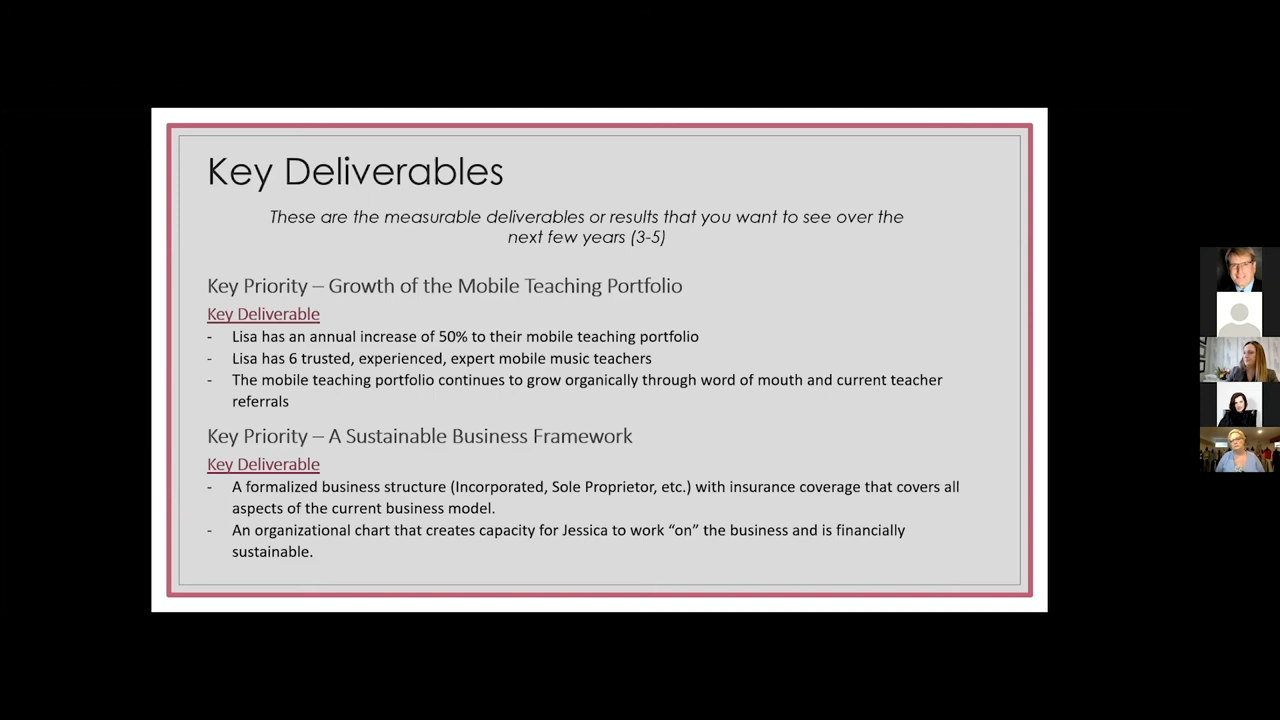 Key Deliverables
These are the measurable deliverables or results that you want to see over the
next few years (3-5)
Key Priority – Growth of the Mobile Teaching Portfolio
Key Deliverable
- Lisa has an annual increase of 50% to their mobile teaching portfolio
- Lisa has 6 trusted, experienced, expert mobile music teachers
- The mobile teaching portfolio continues to grow organically through word of mouth and current teacher
referrals
Key Priority – A Sustainable Business Framework
Key Deliverable
- A formalized business structure (Incorporated, Sole Proprietor, etc.) with insurance coverage that covers all
aspects of the current business model.
- An organizational chart that creates capacity for Jessica to work “on” the business and is financially
sustainable.